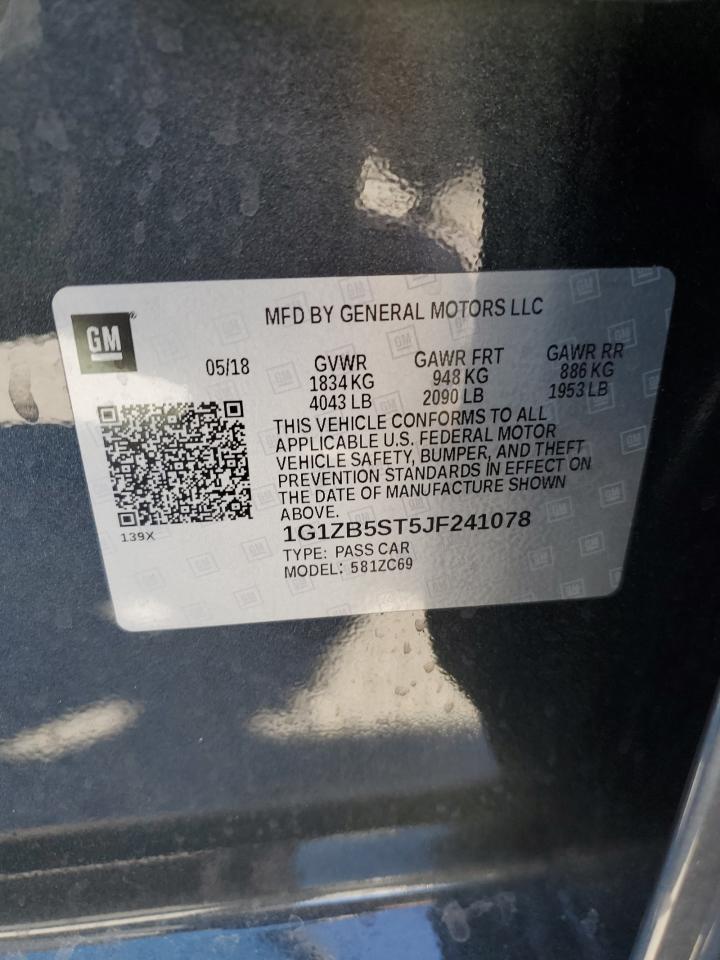 GM
MFD BY GENERAL MOTORS LLC
05/18
GVWR
1834 KG
4043 LB
GAWR FRT
948 KG
2090 LB
GAWR RR
886 KG
1953 LB
THIS VEHICLE CONFORMS TO ALL
APPLICABLE U.S. FEDERAL MOTOR
VEHICLE SAFETY, BUMPER, AND THEFT
PREVENTION STANDARDS IN EFFECT ON
THE DATE OF MANUFACTURE SHOWN
ABOVE.
139X
1G1ZB5ST5JF241078
TYPE: PASS CAR
MODEL: 581ZC69